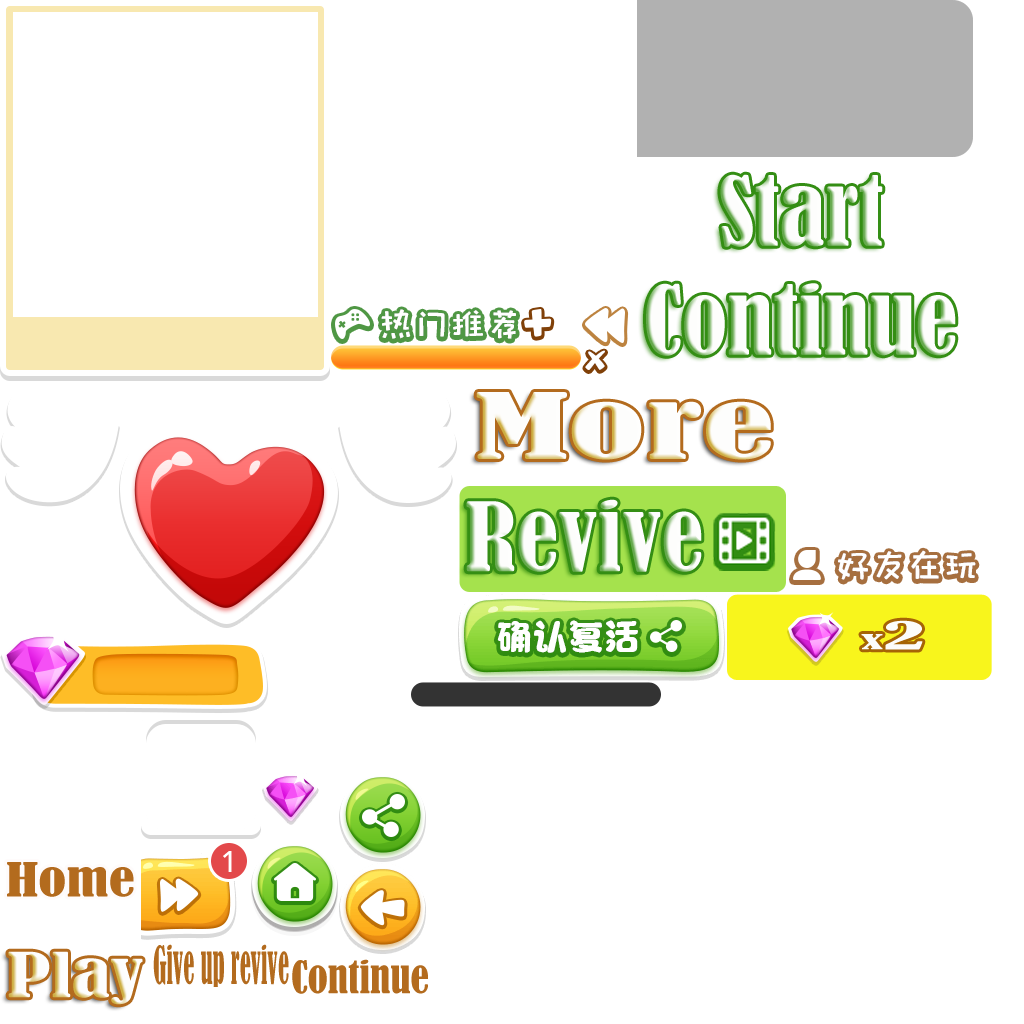 Start
热门推荐
Continue
x
More
Revive
好友在玩
确认复活
x2
1
Home
Play
Give up revive
Continue